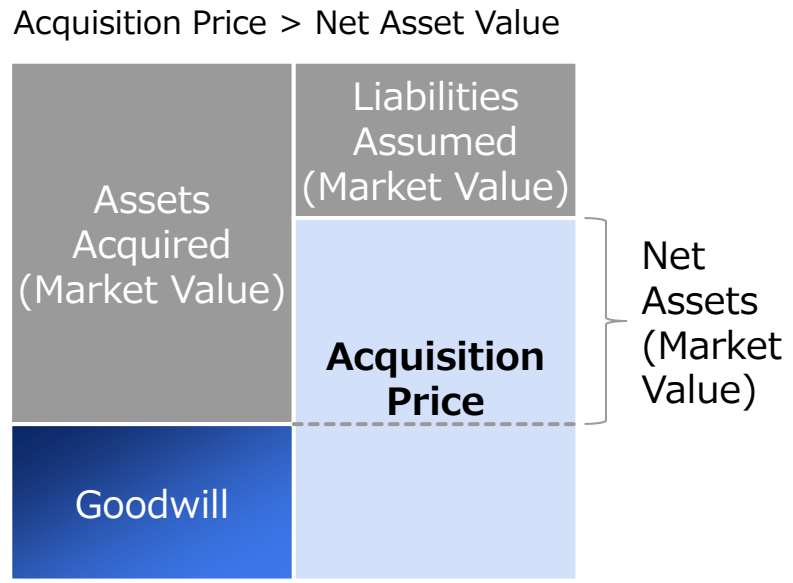 Acquisition Price > Net Asset Value
Assets
Acquired
(Market Value)
Liabilities
Assumed
(Market Value)
Acquisition
Price
Net
Assets
(Market
Value)
Goodwill